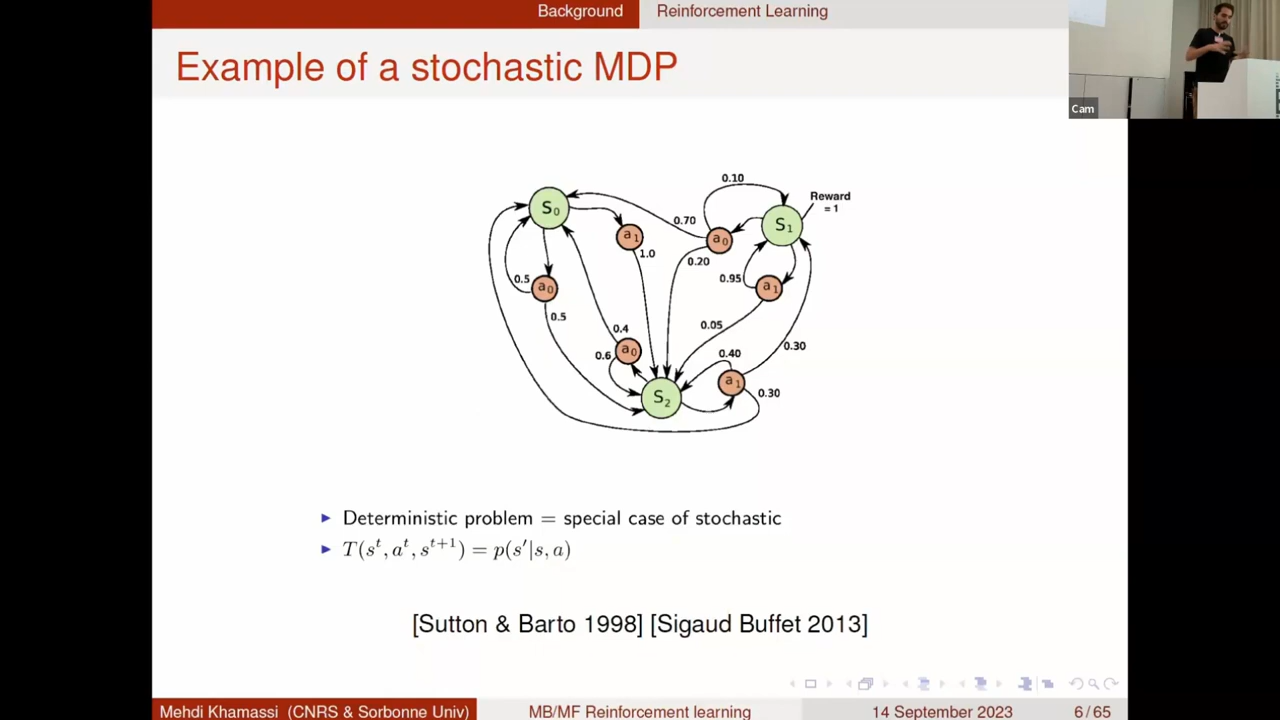 Background Reinforcement Learning
Example of a stochastic MDP
Cam
0.10
Reward
= 1
S₀
0.70
S₁
a₁
a₀
1.0
0.20
0.5
a₀
0.95
a₁
0.5
0.4
0.05
0.6
a₀
0.40
0.30
S₂
a₁
0.30
Deterministic problem = special case of stochastic
T(sᵗ, aᵗ, sᵗ⁺¹) = p(s′|s, a)
[Sutton & Barto 1998] [Sigaud Buffet 2013]
Mehdi Khamassi (CNRS & Sorbonne Univ) MB/MF Reinforcement learning 14 September 2023 6 / 65